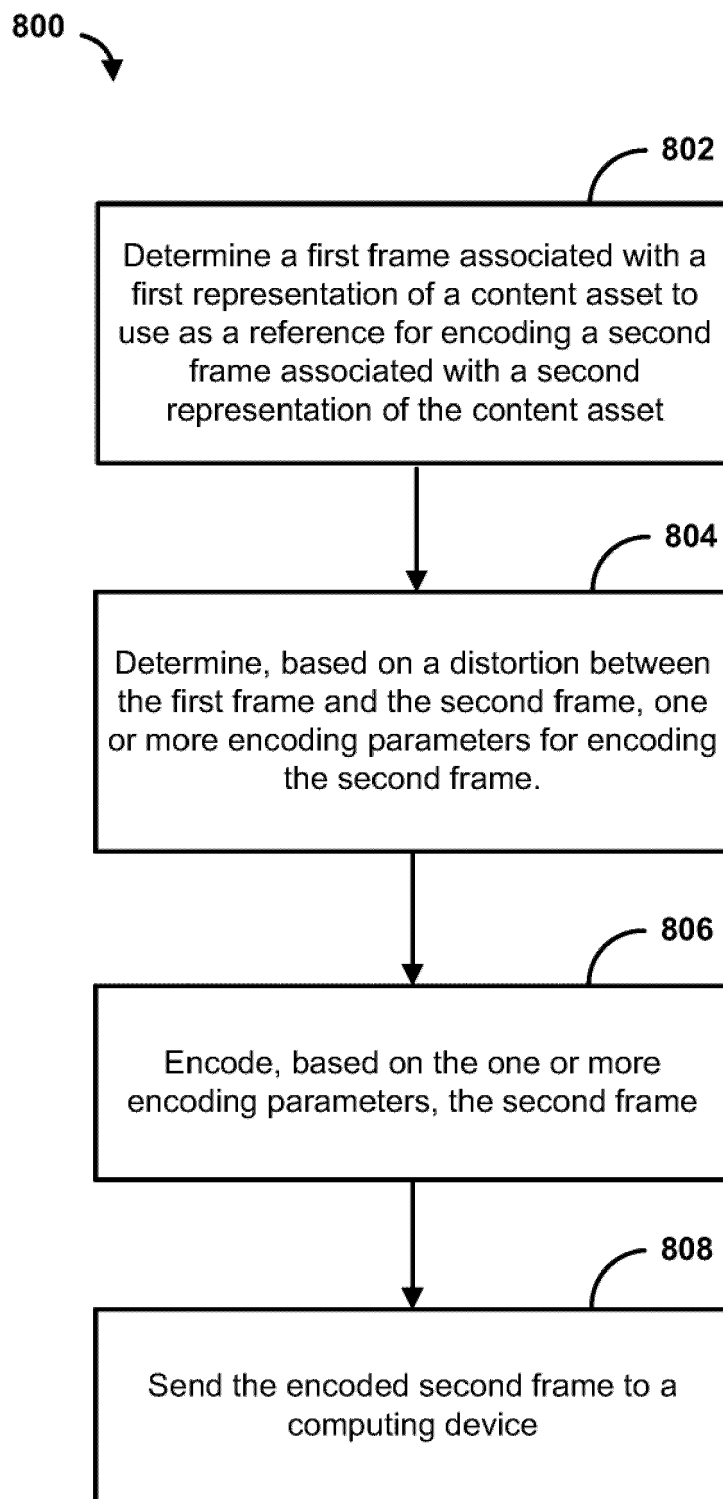 800
802
Determine a first frame associated with a
first representation of a content asset to
use as a reference for encoding a second
frame associated with a second
representation of the content asset
804
Determine, based on a distortion between
the first frame and the second frame, one
or more encoding parameters for encoding
the second frame.
806
Encode, based on the one or more
encoding parameters, the second frame
808
Send the encoded second frame to a
computing device